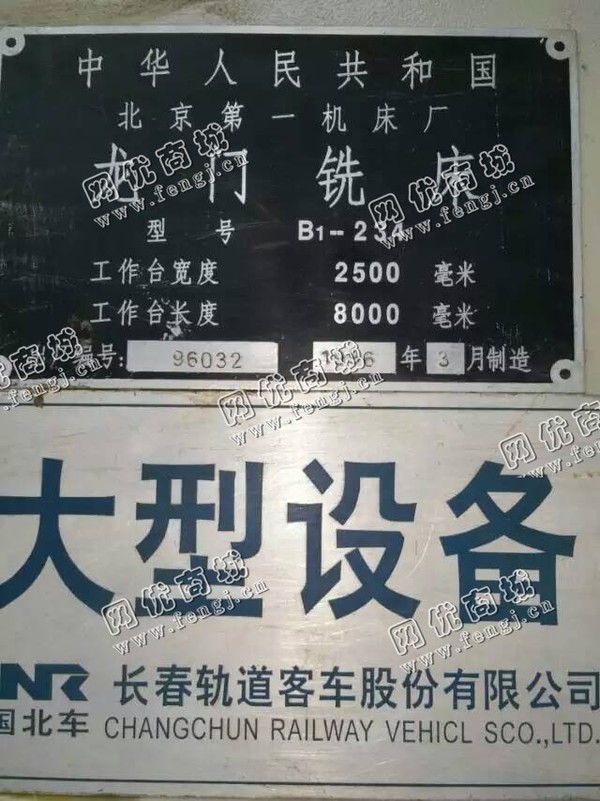 中华人民共和国
北京第一机床厂
龙门铣床
型号 B1-234
工作台宽度 2500 毫米
工作台长度 8000 毫米
编号: 96032 1996 年 3 月制造
大型设备
CNR 长春轨道客车股份有限公司
国北车 CHANGCHUN RAILWAY VEHICL SCO.,LTD.
网优商城
www.fengj.cn